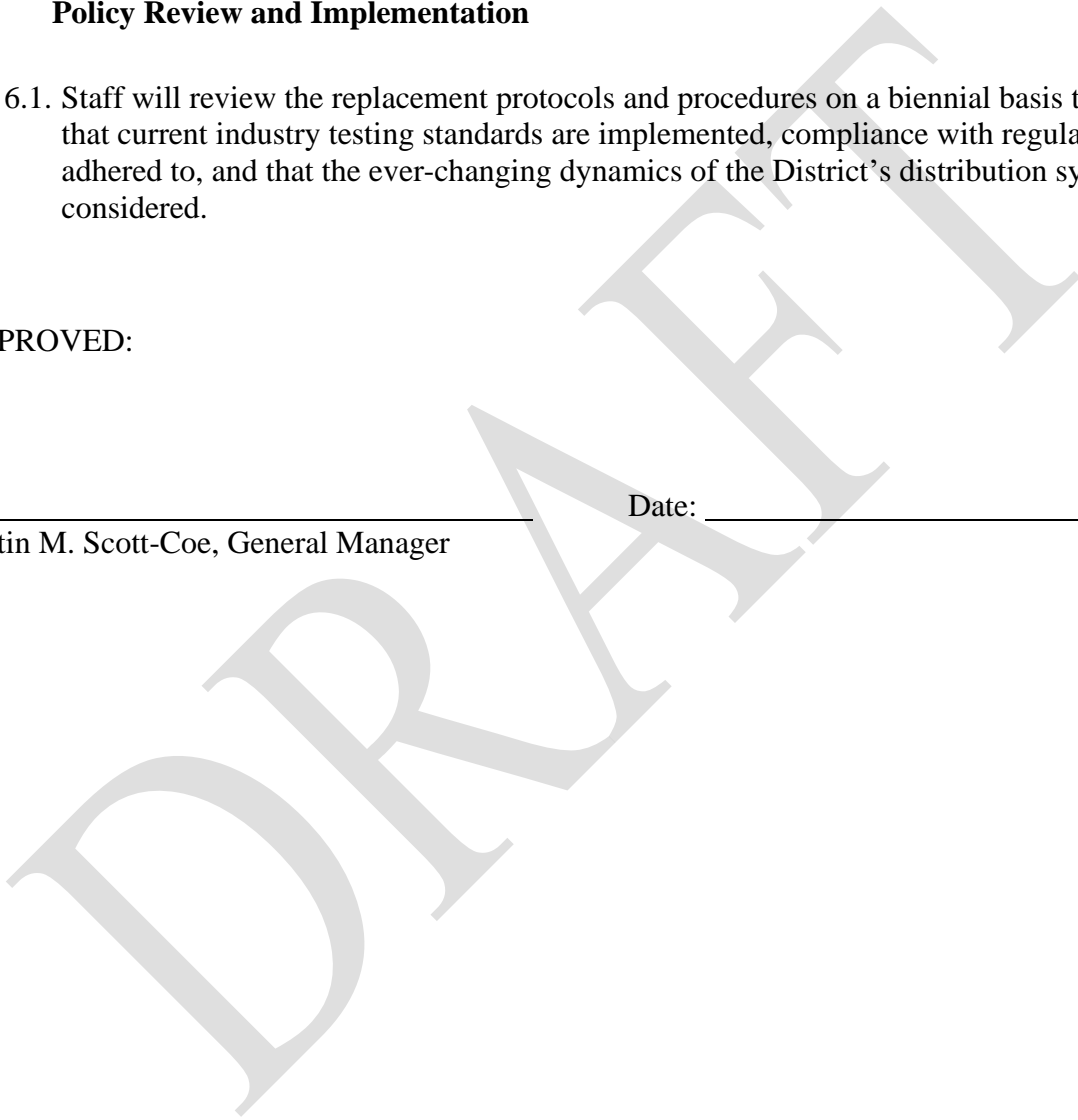 Policy Review and Implementation
6.1. Staff will review the replacement protocols and procedures on a biennial basis t
that current industry testing standards are implemented, compliance with regula
adhered to, and that the ever-changing dynamics of the District’s distribution sy
considered.
PROVED:
Date:
tin M. Scott-Coe, General Manager
DRAFT